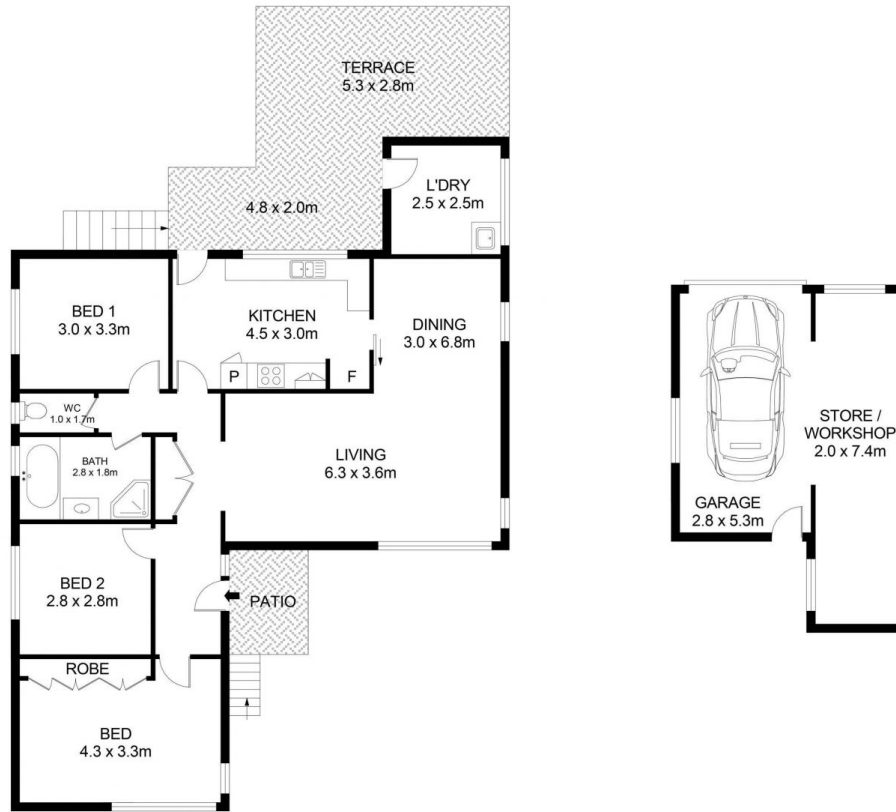 TERRACE
5.3 x 2.8m
L'DRY
2.5 x 2.5m
4.8 x 2.0m
BED 1
3.0 x 3.3m
KITCHEN
4.5 x 3.0m
DINING
3.0 x 6.8m
P
F
WC
1.0 x 1.7m
BATH
2.8 x 1.8m
LIVING
6.3 x 3.6m
BED 2
2.8 x 2.8m
PATIO
ROBE
BED
4.3 x 3.3m
STORE /
WORKSHOP
2.0 x 7.4m
GARAGE
2.8 x 5.3m